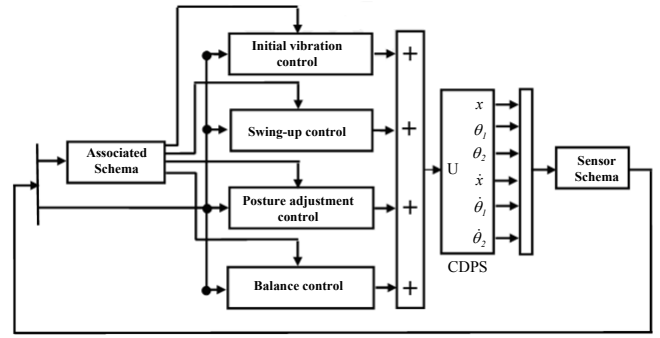 Initial vibration
control
+
Swing-up control
+
Associated
Schema
Posture adjustment
control
+
Balance control
+
U
x
θ1
θ2
ẋ
θ̇1
θ̇2
CDPS
Sensor
Schema